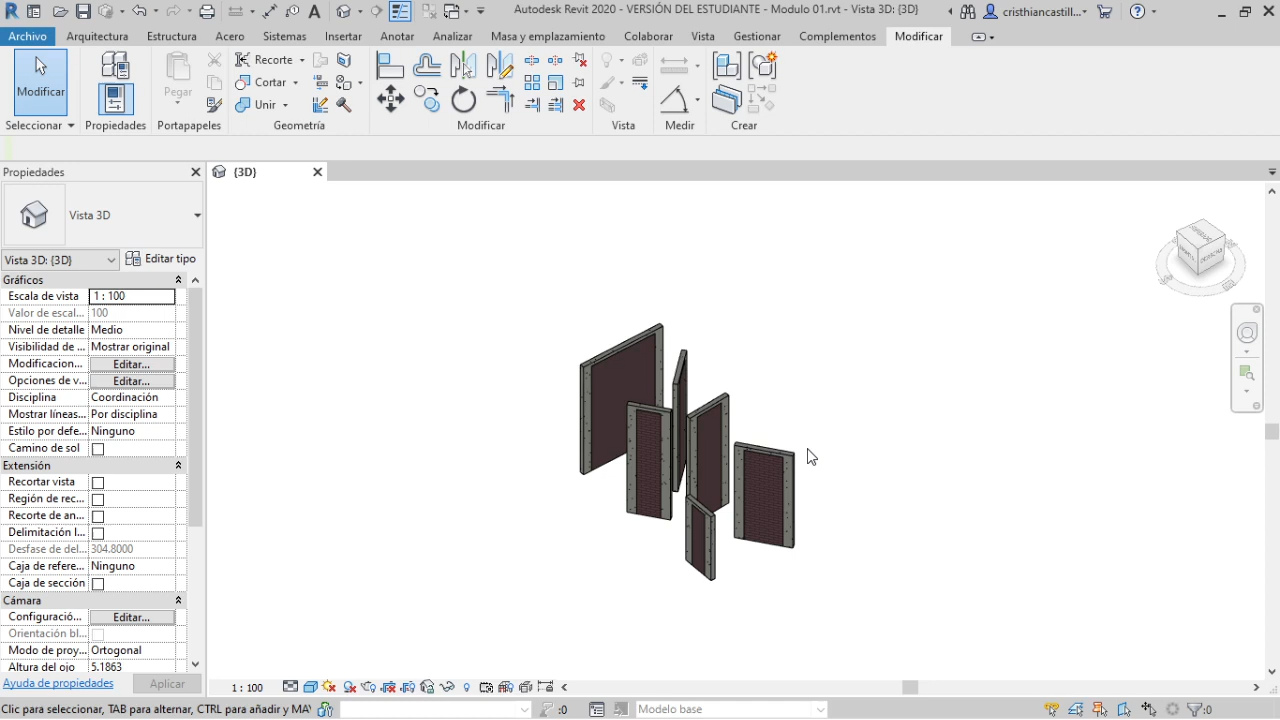 Autodesk Revit 2020 - VERSIÓN DEL ESTUDIANTE - Modulo 01.rvt - Vista 3D: {3D}
cristhiancastill...
Archivo Arquitectura Estructura Acero Sistemas Insertar Anotar Analizar Masa y emplazamiento Colaborar Vista Gestionar Complementos Modificar
Modificar
Pegar
Recorte
Cortar
Unir
Seleccionar Propiedades Portapapeles Geometría Modificar Vista Medir Crear
Propiedades
{3D}
Vista 3D
Vista 3D: {3D} Editar tipo
Gráficos
Escala de vista 1 : 100
Valor de escal... 100
Nivel de detalle Medio
Visibilidad de ... Mostrar original
Modificacion... Editar...
Opciones de v... Editar...
Disciplina Coordinación
Mostrar líneas... Por disciplina
Estilo por defe... Ninguno
Camino de sol
Extensión
Recortar vista
Región de rec...
Recorte de an...
Delimitación l...
Desfase de del... 304.8000
Caja de refere... Ninguno
Caja de sección
Cámara
Configuració... Editar...
Orientación bl...
Modo de proy... Ortogonal
Altura del ojo 5.1863
Ayuda de propiedades Aplicar
1 : 100
Clic para seleccionar, TAB para alternar, CTRL para añadir y MAY
:0
Modelo base
:0